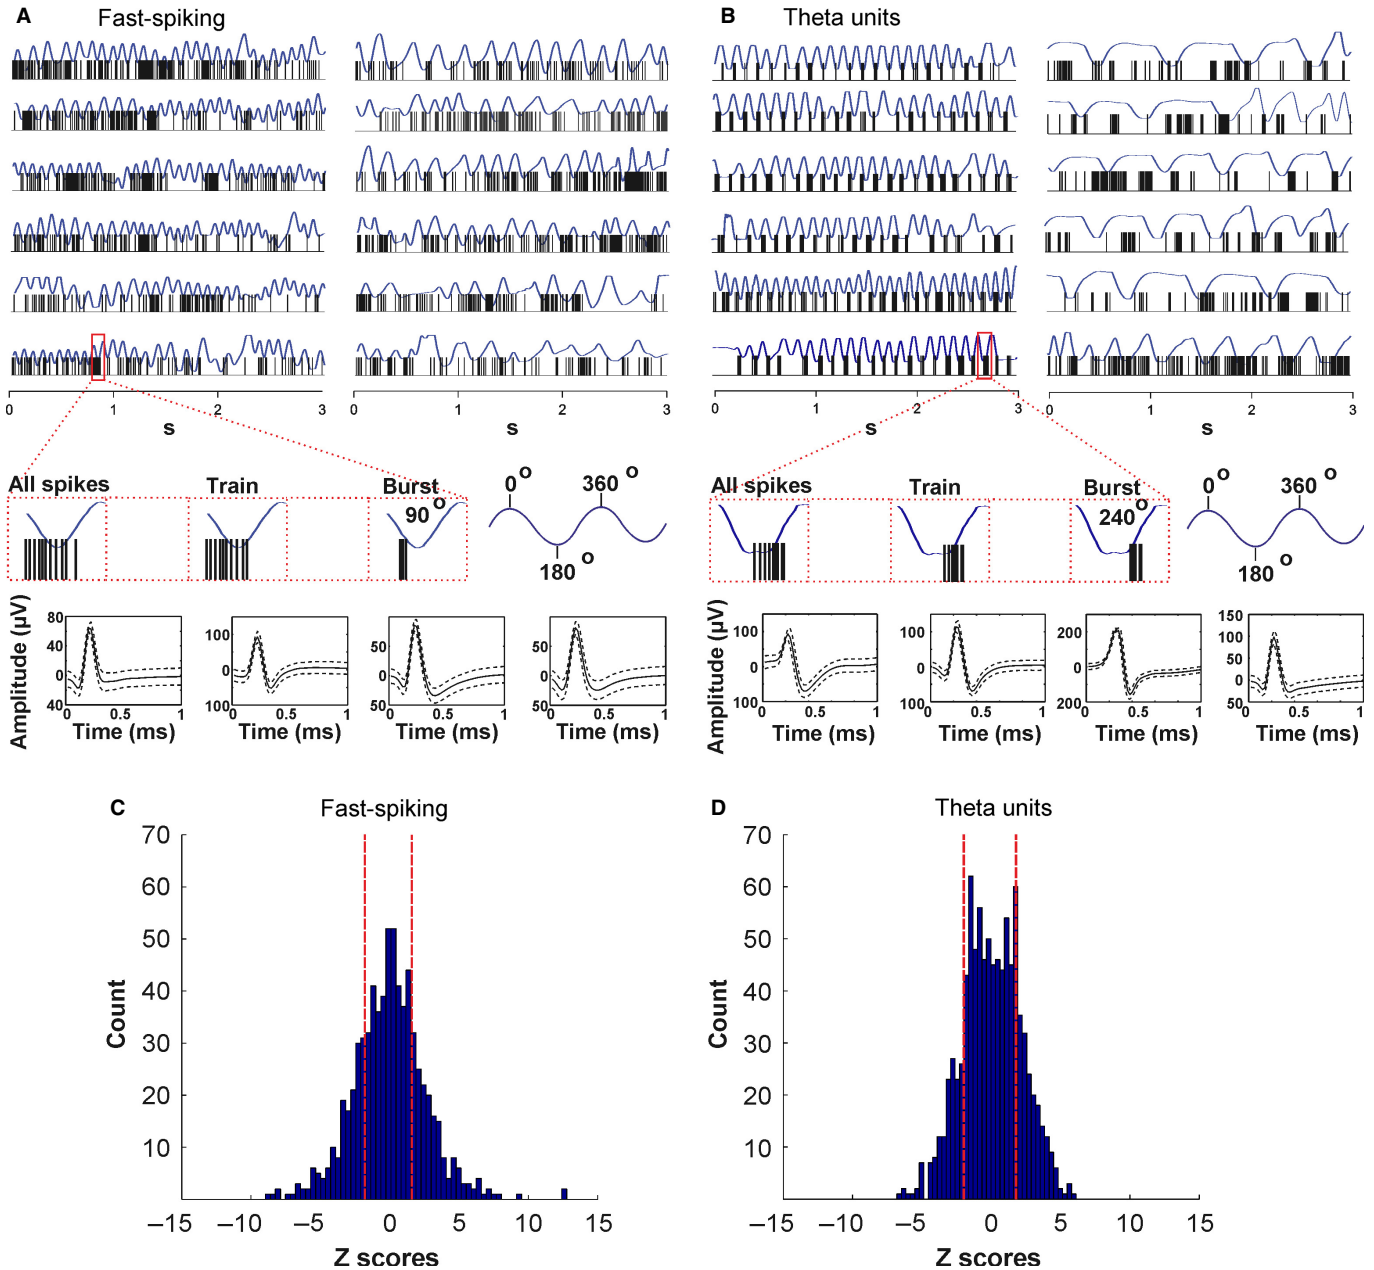 A Fast-spiking
B Theta units
0 1 2 3 0 1 2 3
s s
0 1 2 3 0 1 2 3
s s
All spikes Train Burst 90° 0° 360° 180°
All spikes Train Burst 240° 0° 360° 180°
Amplitude (µV)
80 40 0 40
0 0.5 1
Time (ms)
100 0 100
0 0.5 1
Time (ms)
50 0 50
0 0.5 1
Time (ms)
50 0 50
0 0.5 1
Time (ms)
Amplitude (µV)
100 0 100
0 0.5 1
Time (ms)
100 0 100
0 0.5 1
Time (ms)
200 0 200
0 0.5 1
Time (ms)
150 100 50 0 50
0 0.5 1
Time (ms)
C Fast-spiking
70
60
50
40
30
20
10
Count
–15 –10 –5 0 5 10 15
Z scores
D Theta units
70
60
50
40
30
20
10
Count
–15 –10 –5 0 5 10 15
Z scores